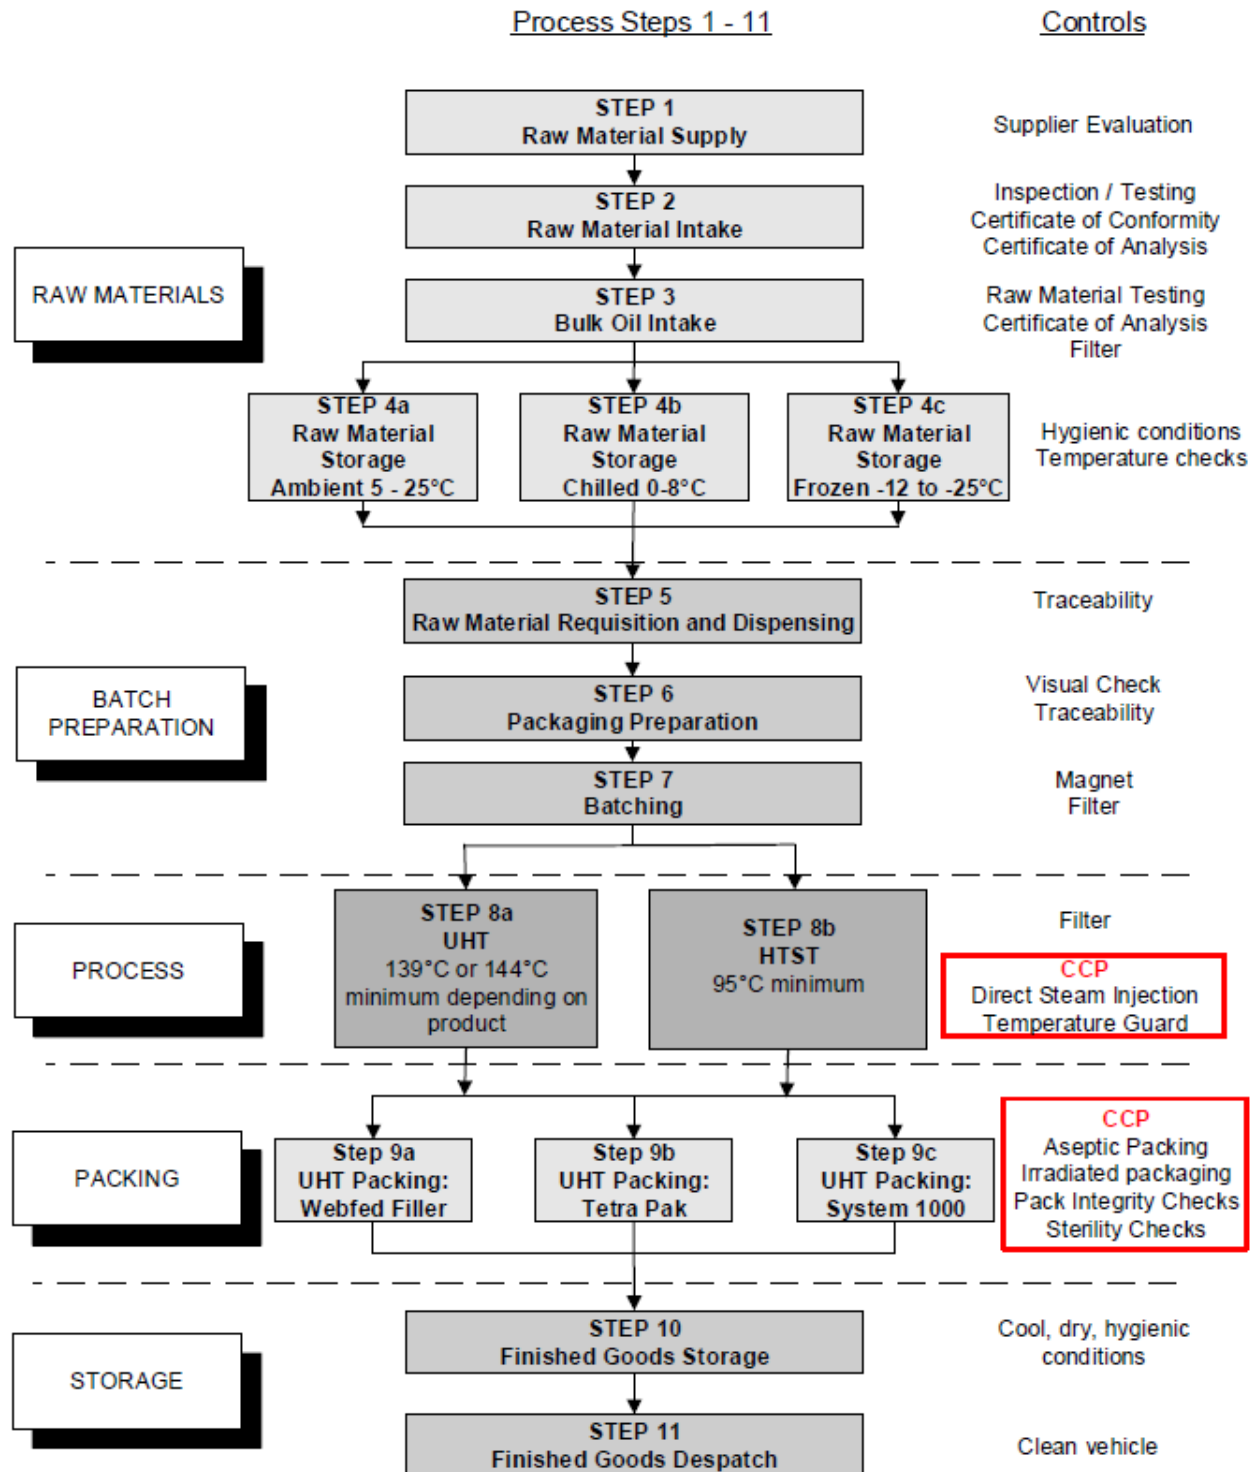 Process Steps 1 - 11
Controls
STEP 1
Raw Material Supply
Supplier Evaluation
STEP 2
Raw Material Intake
Inspection / Testing
Certificate of Conformity
Certificate of Analysis
RAW MATERIALS
STEP 3
Bulk Oil Intake
Raw Material Testing
Certificate of Analysis
Filter
STEP 4a
Raw Material
Storage
Ambient 5 - 25°C
STEP 4b
Raw Material
Storage
Chilled 0-8°C
STEP 4c
Raw Material
Storage
Frozen -12 to -25°C
Hygienic conditions
Temperature checks
STEP 5
Raw Material Requisition and Dispensing
Traceability
BATCH
PREPARATION
STEP 6
Packaging Preparation
Visual Check
Traceability
STEP 7
Batching
Magnet
Filter
PROCESS
STEP 8a
UHT
139°C or 144°C
minimum depending on
product
STEP 8b
HTST
95°C minimum
Filter
CCP
Direct Steam Injection
Temperature Guard
PACKING
Step 9a
UHT Packing:
Webfed Filler
Step 9b
UHT Packing:
Tetra Pak
Step 9c
UHT Packing:
System 1000
CCP
Aseptic Packing
Irradiated packaging
Pack Integrity Checks
Sterility Checks
STORAGE
STEP 10
Finished Goods Storage
Cool, dry, hygienic
conditions
STEP 11
Finished Goods Despatch
Clean vehicle